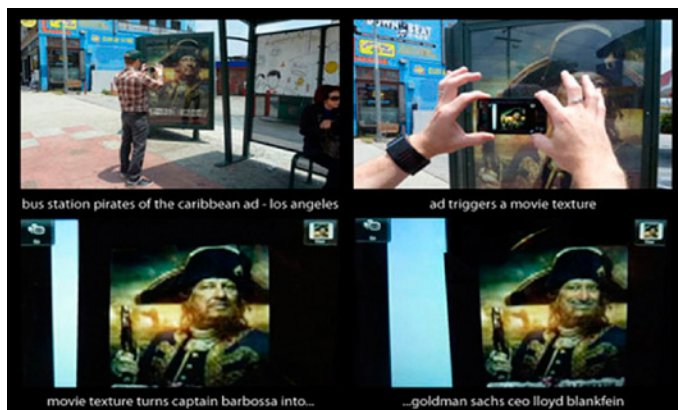 bus station pirates of the caribbean ad - los angeles
ad triggers a movie texture
movie texture turns captain barbossa into...
...goldman sachs ceo lloyd blankfein